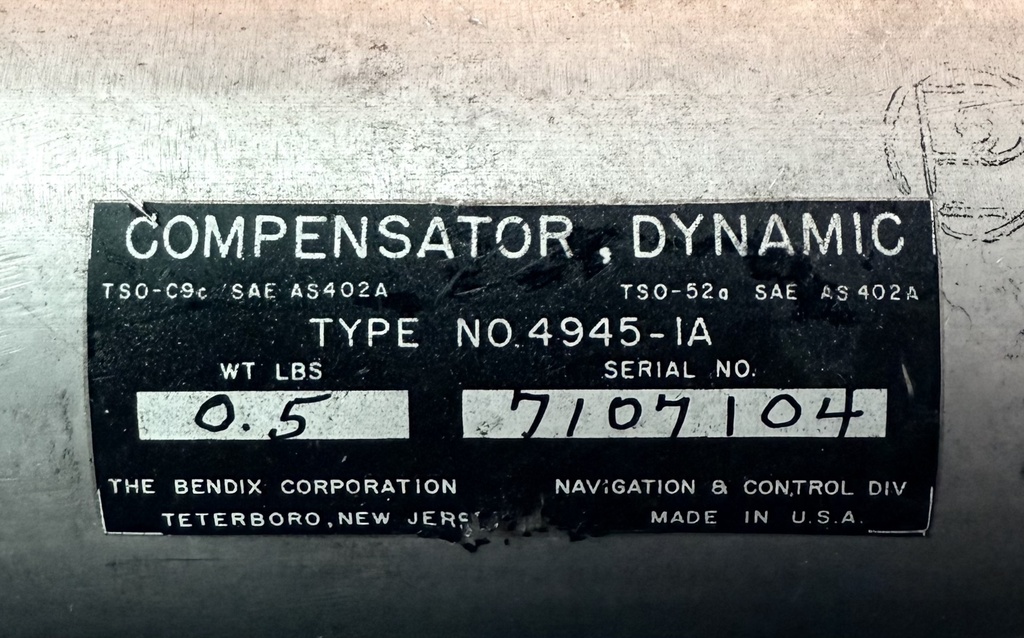 COMPENSATOR, DYNAMIC
TSO-C9c SAE AS402A TSO-52a SAE AS402A
TYPE NO. 4945-1A
WT LBS SERIAL NO.
0.5 7107104
THE BENDIX CORPORATION NAVIGATION & CONTROL DIV
TETERBORO, NEW MADE IN U.S.A.